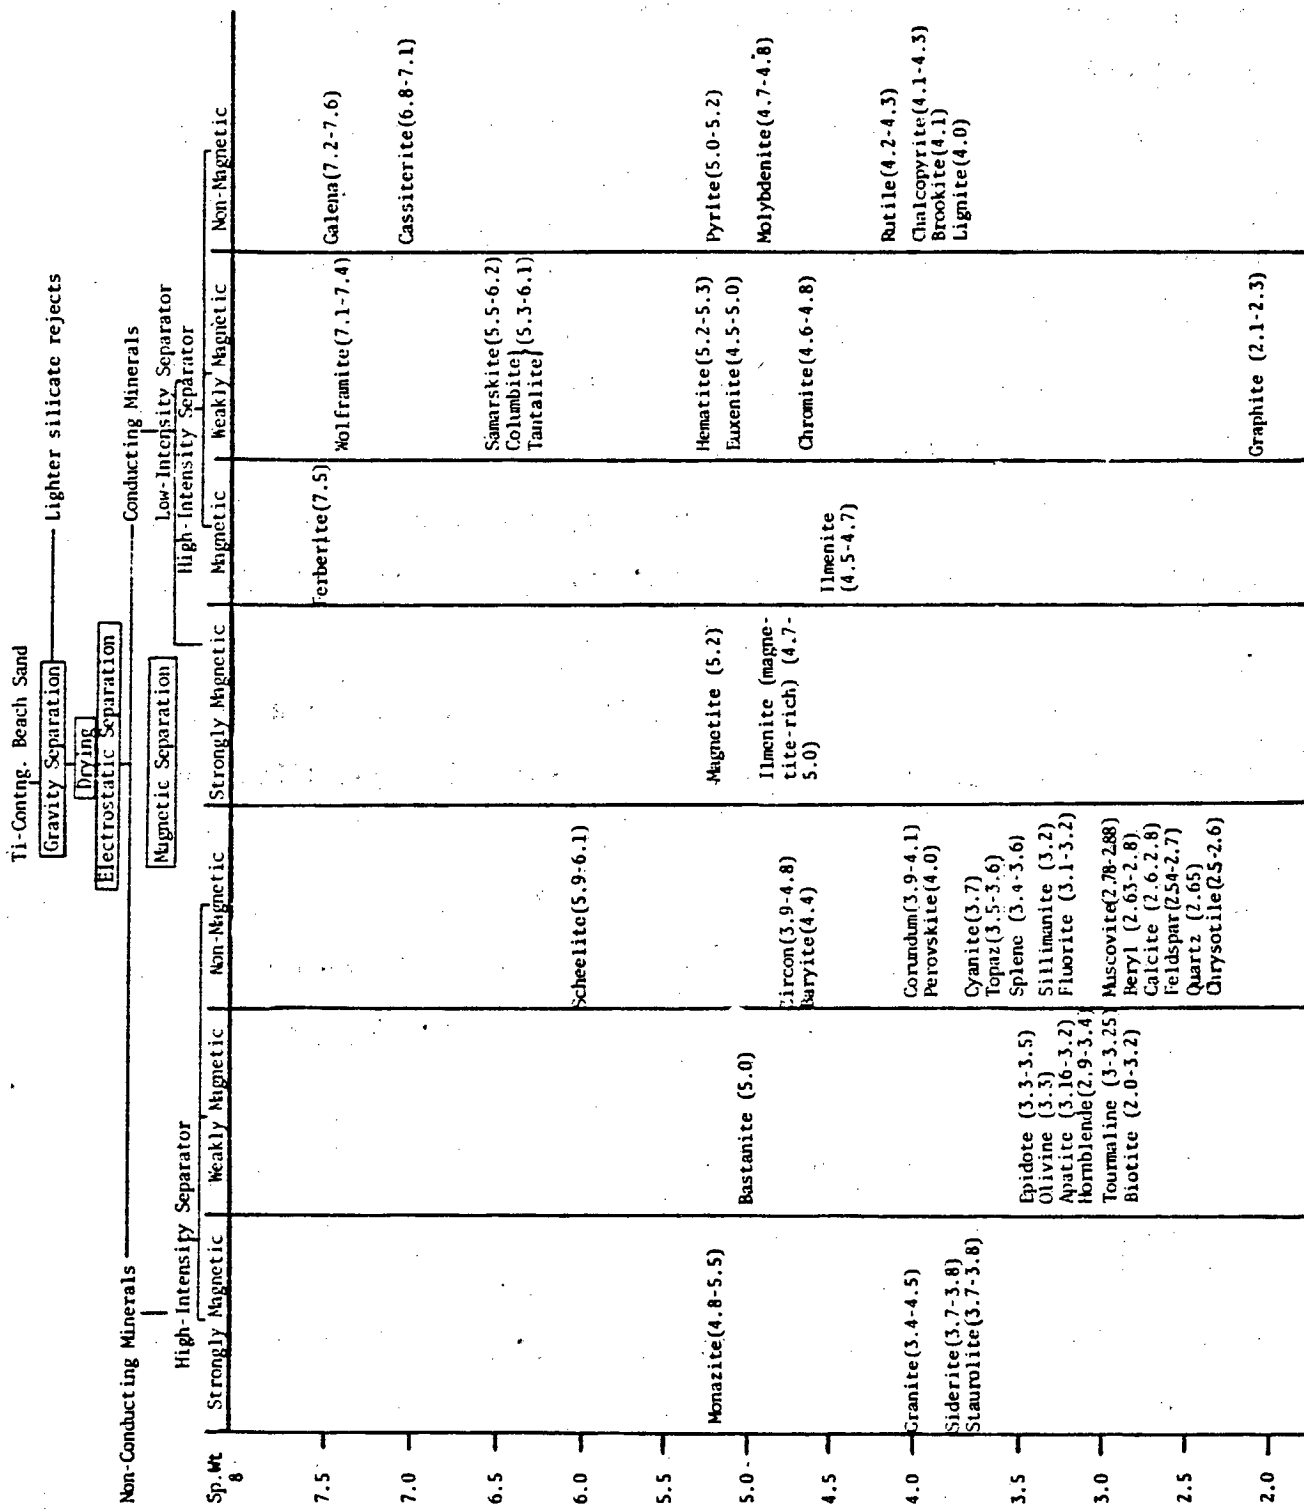 Ti-Contng. Beach Sand
Gravity Separation
Lighter silicate rejects
Drying
Electrostatic Separation
Non-Conducting Minerals
Conducting Minerals
Magnetic Separation
Low-Intensity Separator
High-Intensity Separator
High-Intensity Separator
Sp.Wt
Strongly Magnetic
Weakly Magnetic
Non-Magnetic
Strongly Magnetic
Magnetic
Weakly Magnetic
Non-Magnetic
8
7.5
7.0
6.5
6.0
5.5
5.0
4.5
4.0
3.5
3.0
2.5
2.0
Monazite(4.8-5.5)
Granite(3.4-4.5)
Siderite(3.7-3.8)
Staurolite(3.7-3.8)
Bastanite (5.0)
Epidote (3.3-3.5)
Olivine (3.3)
Apatite (3.16-3.2)
Hornblende(2.9-3.4)
Tourmaline (3-3.25)
Biotite (2.0-3.2)
Scheelite(5.9-6.1)
Zircon(3.9-4.8)
Baryite(4.4)
Corundum(3.9-4.1)
Perovskite(4.0)
Cyanite(3.7)
Topaz(3.5-3.6)
Splene (3.4-3.6)
Sillimanite (3.2)
Fluorite (3.1-3.2)
Muscovite(2.78-2.88)
Beryl (2.63-2.8)
Calcite (2.6.2.8)
Feldspar(2.54-2.7)
Quartz (2.65)
Chrysotile(2.5-2.6)
Magnetite (5.2)
Ilmenite (magne-
tite-rich) (4.7-
5.0)
Ferberite(7.5)
Ilmenite
(4.5-4.7)
Wolframite(7.1-7.4)
Samarskite(5.5-6.2)
Columbite}
Tantalite}(5.3-6.1)
Hematite(5.2-5.3)
Euxenite(4.5-5.0)
Chromite(4.6-4.8)
Graphite (2.1-2.3)
Galena(7.2-7.6)
Cassiterite(6.8-7.1)
Pyrite(5.0-5.2)
Molybdenite(4.7-4.8)
Rutile(4.2-4.3)
Chalcopyrite(4.1-4.3)
Brookite(4.1)
Lignite(4.0)